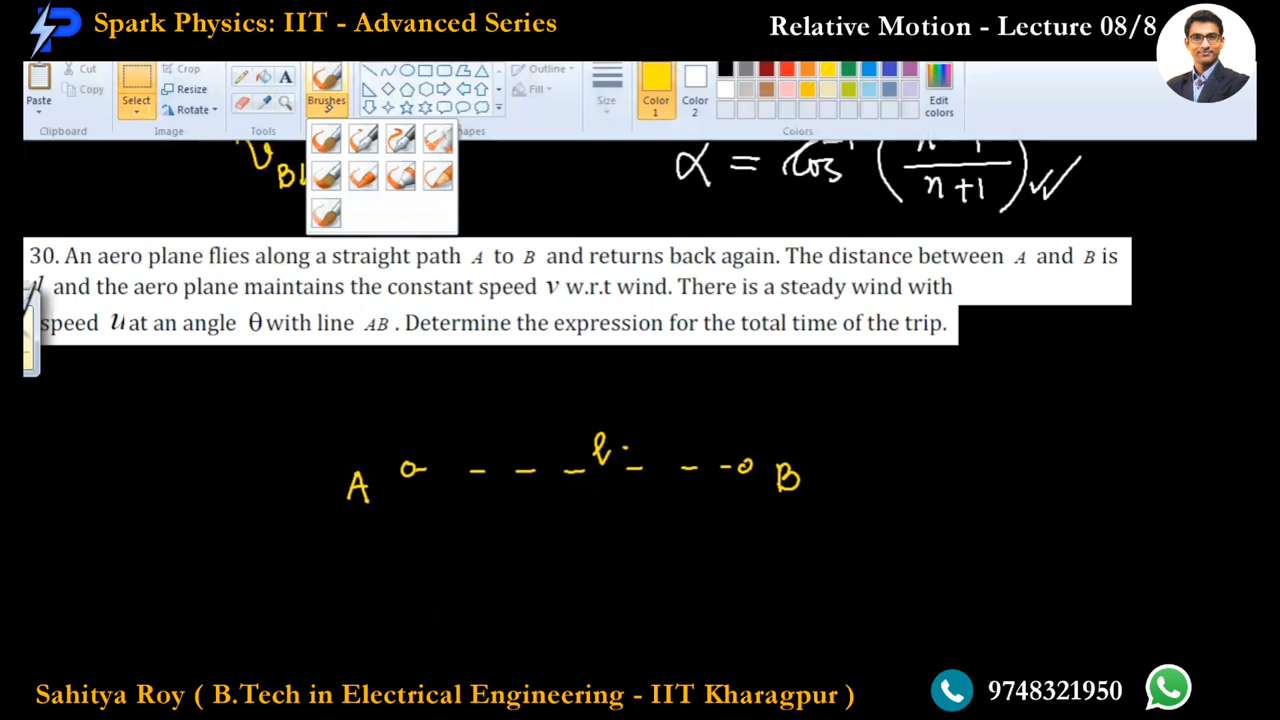 Spark Physics: IIT - Advanced Series
Relative Motion - Lecture 08/8
Cut
Copy
Paste
Clipboard
Crop
Resize
Rotate
Select
Image
Tools
Brushes
Outline
Fill
Size
Color 1
Color 2
Edit colors
Colors
V_B
α = cos⁻¹ ( / n+1 )
30. An aero plane flies along a straight path A to B and returns back again. The distance between A and B is
l and the aero plane maintains the constant speed v w.r.t wind. There is a steady wind with
speed u at an angle θ with line AB . Determine the expression for the total time of the trip.
l
A
B
Sahitya Roy ( B.Tech in Electrical Engineering - IIT Kharagpur )
9748321950